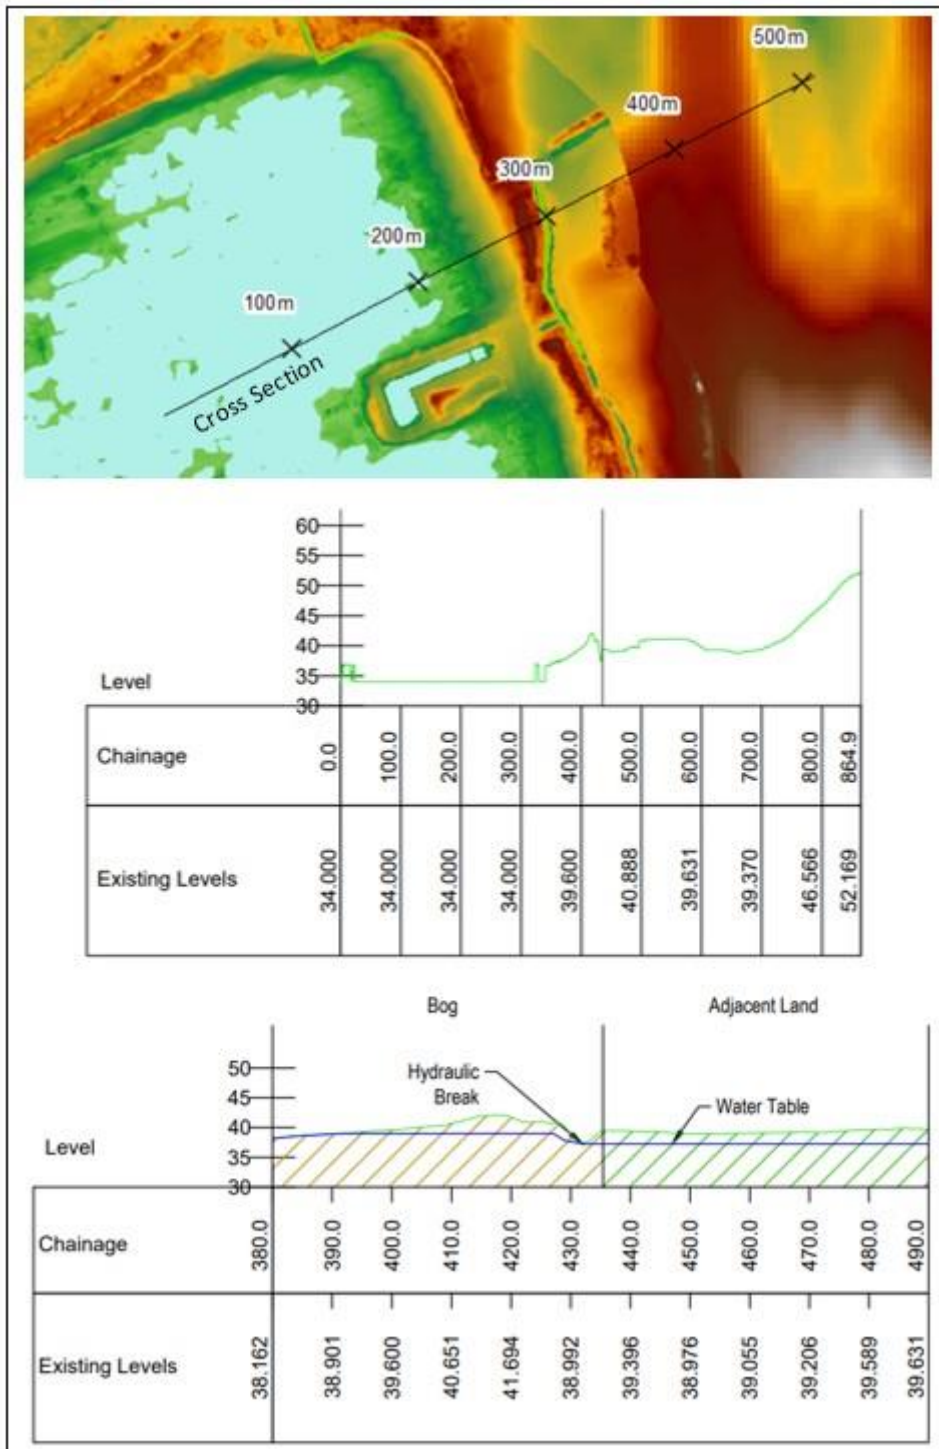 500m
400m
300m
200m
100m
Cross Section
60
55
50
45
40
35
30
Level
Chainage
0.0 100.0 200.0 300.0 400.0 500.0 600.0 700.0 800.0 864.9
Existing Levels
34.000 34.000 34.000 34.000 39.600 40.888 39.631 39.370 46.566 52.169
Bog Adjacent Land
50
45
40
35
30
Hydraulic
Break
Water Table
Level
Chainage
380.0 390.0 400.0 410.0 420.0 430.0 440.0 450.0 460.0 470.0 480.0 490.0
Existing Levels
38.162 38.901 39.600 40.651 41.694 38.992 39.396 38.976 39.055 39.206 39.589 39.631